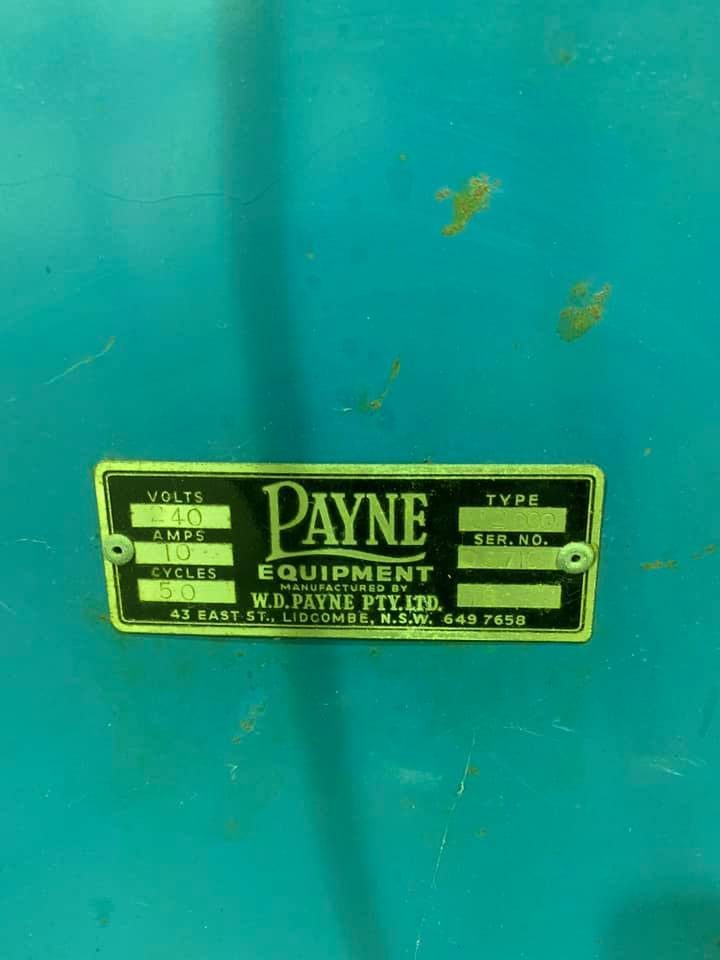 VOLTS
240
AMPS
10
CYCLES
50
PAYNE
EQUIPMENT
MANUFACTURED BY
W.D. PAYNE PTY. LTD.
43 EAST ST., LIDCOMBE, N.S.W. 649 7658
TYPE
SER. NO.